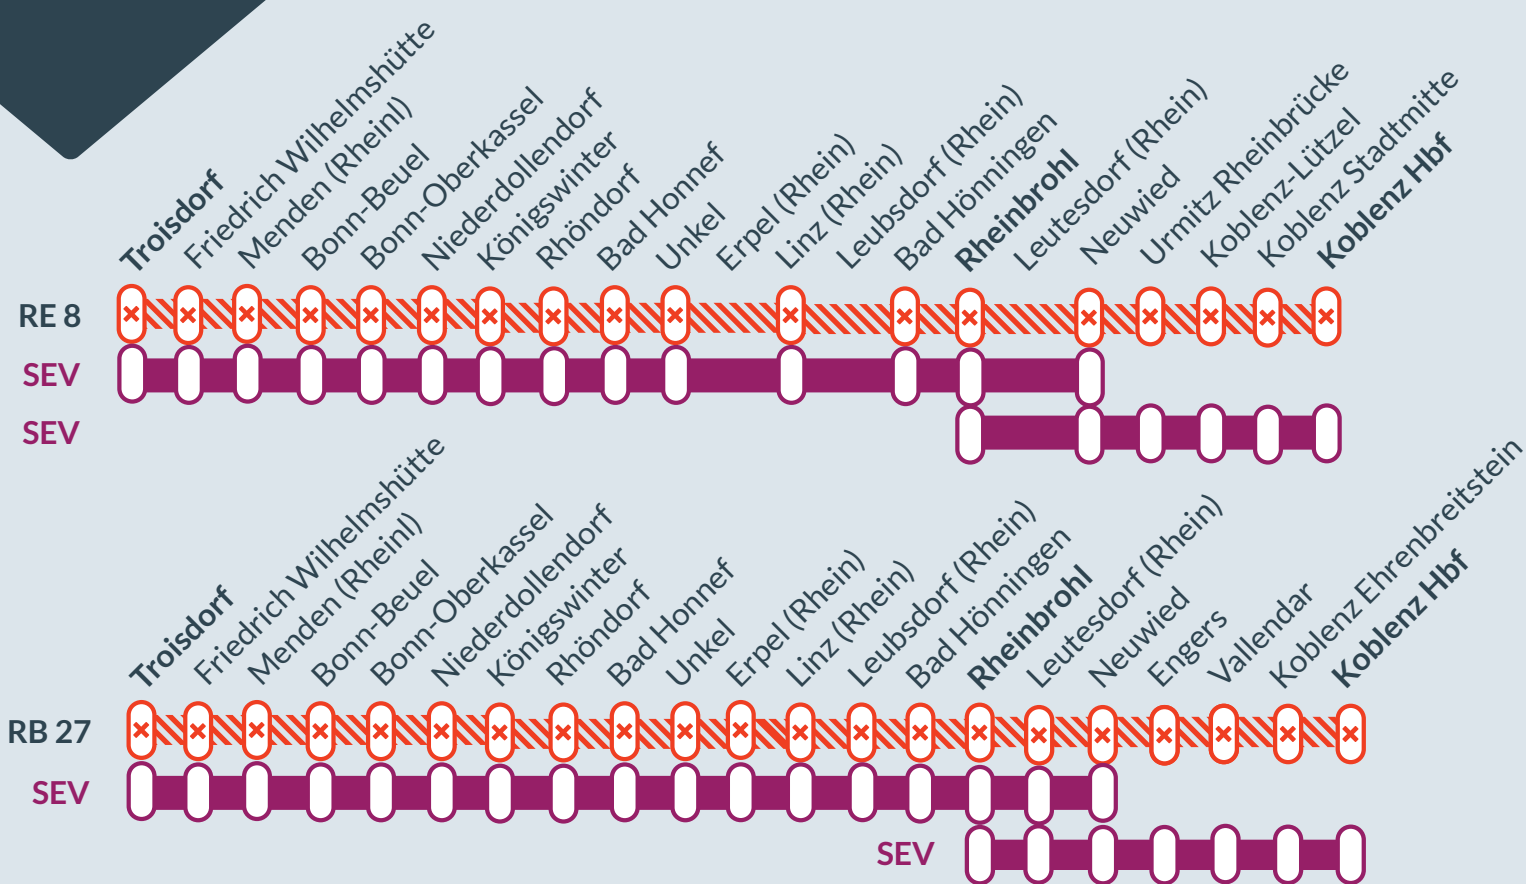 Troisdorf
Friedrich Wilhelmshütte
Menden (Rheinl)
Bonn-Beuel
Bonn-Oberkassel
Niederdollendorf
Königswinter
Rhöndorf
Bad Honnef
Unkel
Erpel (Rhein)
Linz (Rhein)
Leubsdorf (Rhein)
Bad Hönningen
Rheinbrohl
Leutesdorf (Rhein)
Neuwied
Urmitz Rheinbrücke
Koblenz-Lützel
Koblenz Stadtmitte
Koblenz Hbf
RE 8
SEV
SEV
Troisdorf
Friedrich Wilhelmshütte
Menden (Rheinl)
Bonn-Beuel
Bonn-Oberkassel
Niederdollendorf
Königswinter
Rhöndorf
Bad Honnef
Unkel
Erpel (Rhein)
Linz (Rhein)
Leubsdorf (Rhein)
Bad Hönningen
Rheinbrohl
Leutesdorf (Rhein)
Neuwied
Engers
Vallendar
Koblenz Ehrenbreitstein
Koblenz Hbf
RB 27
SEV
SEV